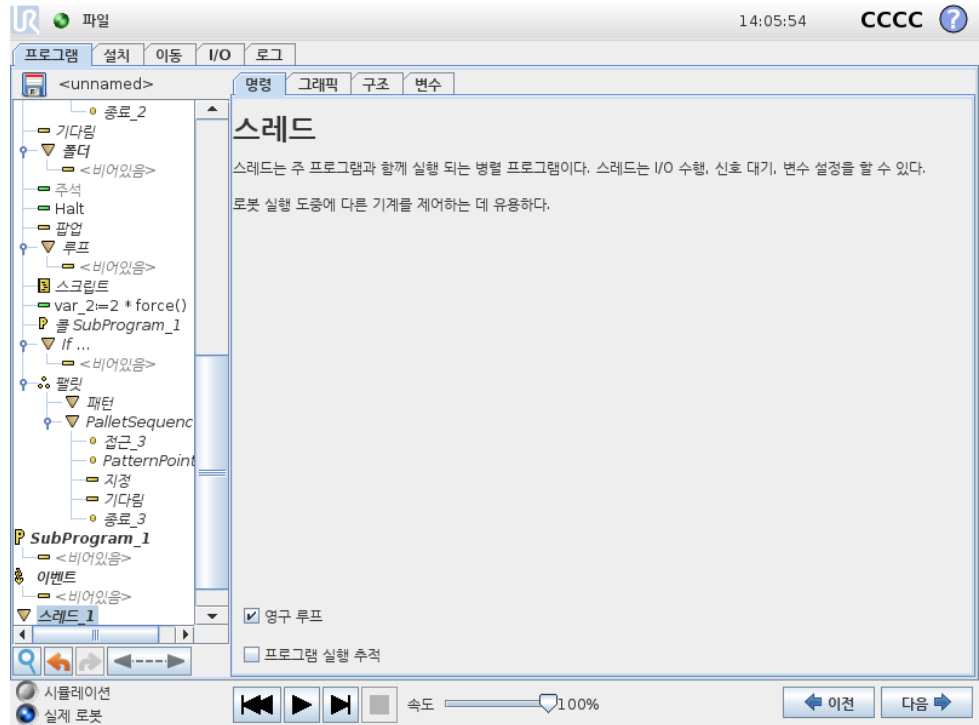 UR 파일 14:05:54 CCCC ?
프로그램 설치 이동 I/O 로그
<unnamed>
명령 그래픽 구조 변수
종료_2
기다림
폴더
<비어있음>
주석
Halt
팝업
루프
<비어있음>
스크립트
var_2≔2 * force()
P 콜 SubProgram_1
If ...
<비어있음>
팰릿
패턴
PalletSequenc
접근_3
PatternPoint
지정
기다림
종료_3
P SubProgram_1
<비어있음>
이벤트
<비어있음>
스레드_1
스레드
스레드는 주 프로그램과 함께 실행 되는 병렬 프로그램이다. 스레드는 I/O 수행, 신호 대기, 변수 설정을 할 수 있다.
로봇 실행 도중에 다른 기계를 제어하는 데 유용하다.
영구 루프
프로그램 실행 추적
시뮬레이션
실제 로봇
속도 100%
이전 다음